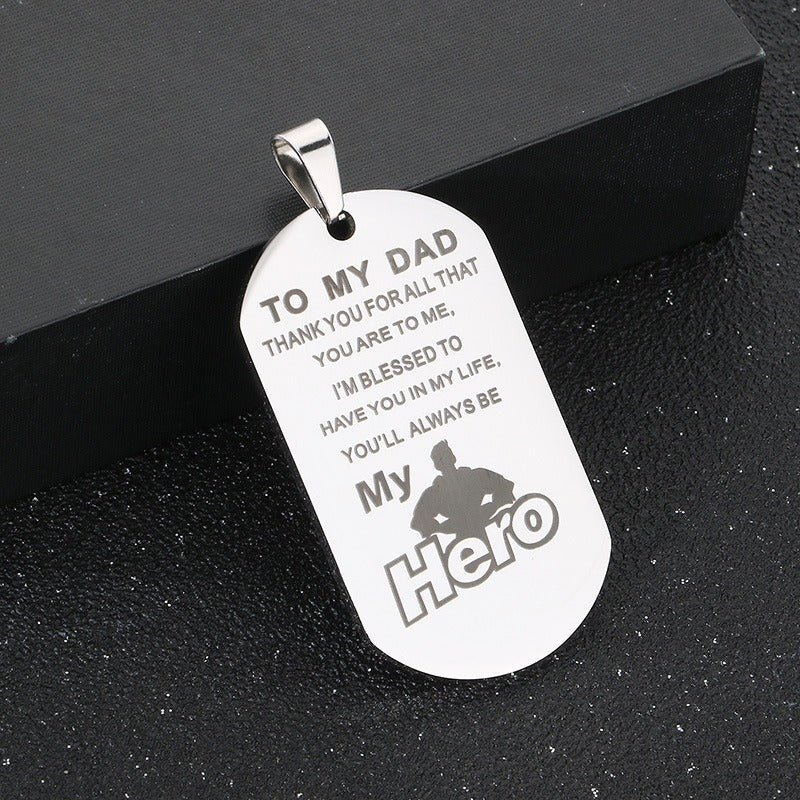 TO MY DAD
THANK YOU FOR ALL THAT
YOU ARE TO ME,
I'M BLESSED TO
HAVE YOU IN MY LIFE,
YOU'LL ALWAYS BE
My
Hero